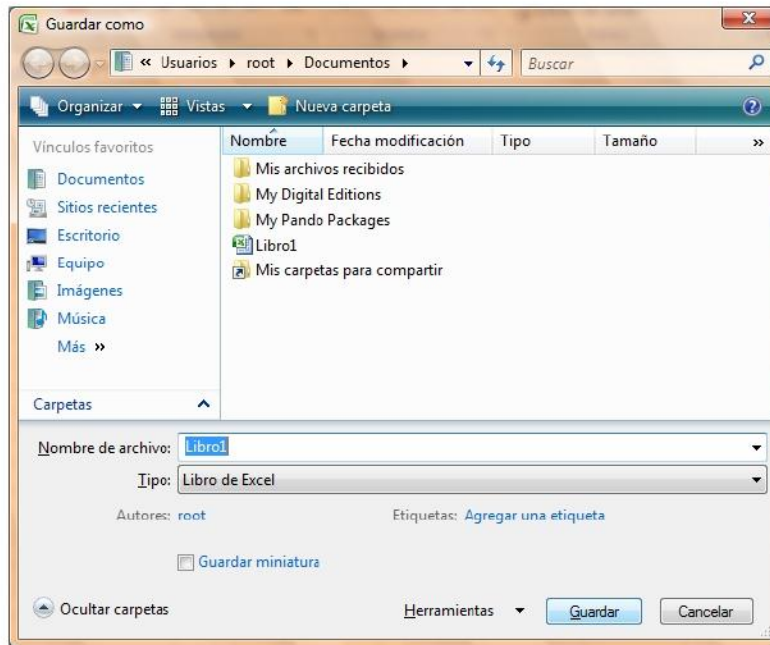 Guardar como
« Usuarios ▸ root ▸ Documentos ▸ Buscar
Organizar Vistas Nueva carpeta
Vínculos favoritos
Documentos
Sitios recientes
Escritorio
Equipo
Imágenes
Música
Más »
Carpetas
Nombre Fecha modificación Tipo Tamaño »
Mis archivos recibidos
My Digital Editions
My Pando Packages
Libro1
Mis carpetas para compartir
Nombre de archivo: Libro1
Tipo: Libro de Excel
Autores: root Etiquetas: Agregar una etiqueta
Guardar miniatura
Ocultar carpetas Herramientas Guardar Cancelar